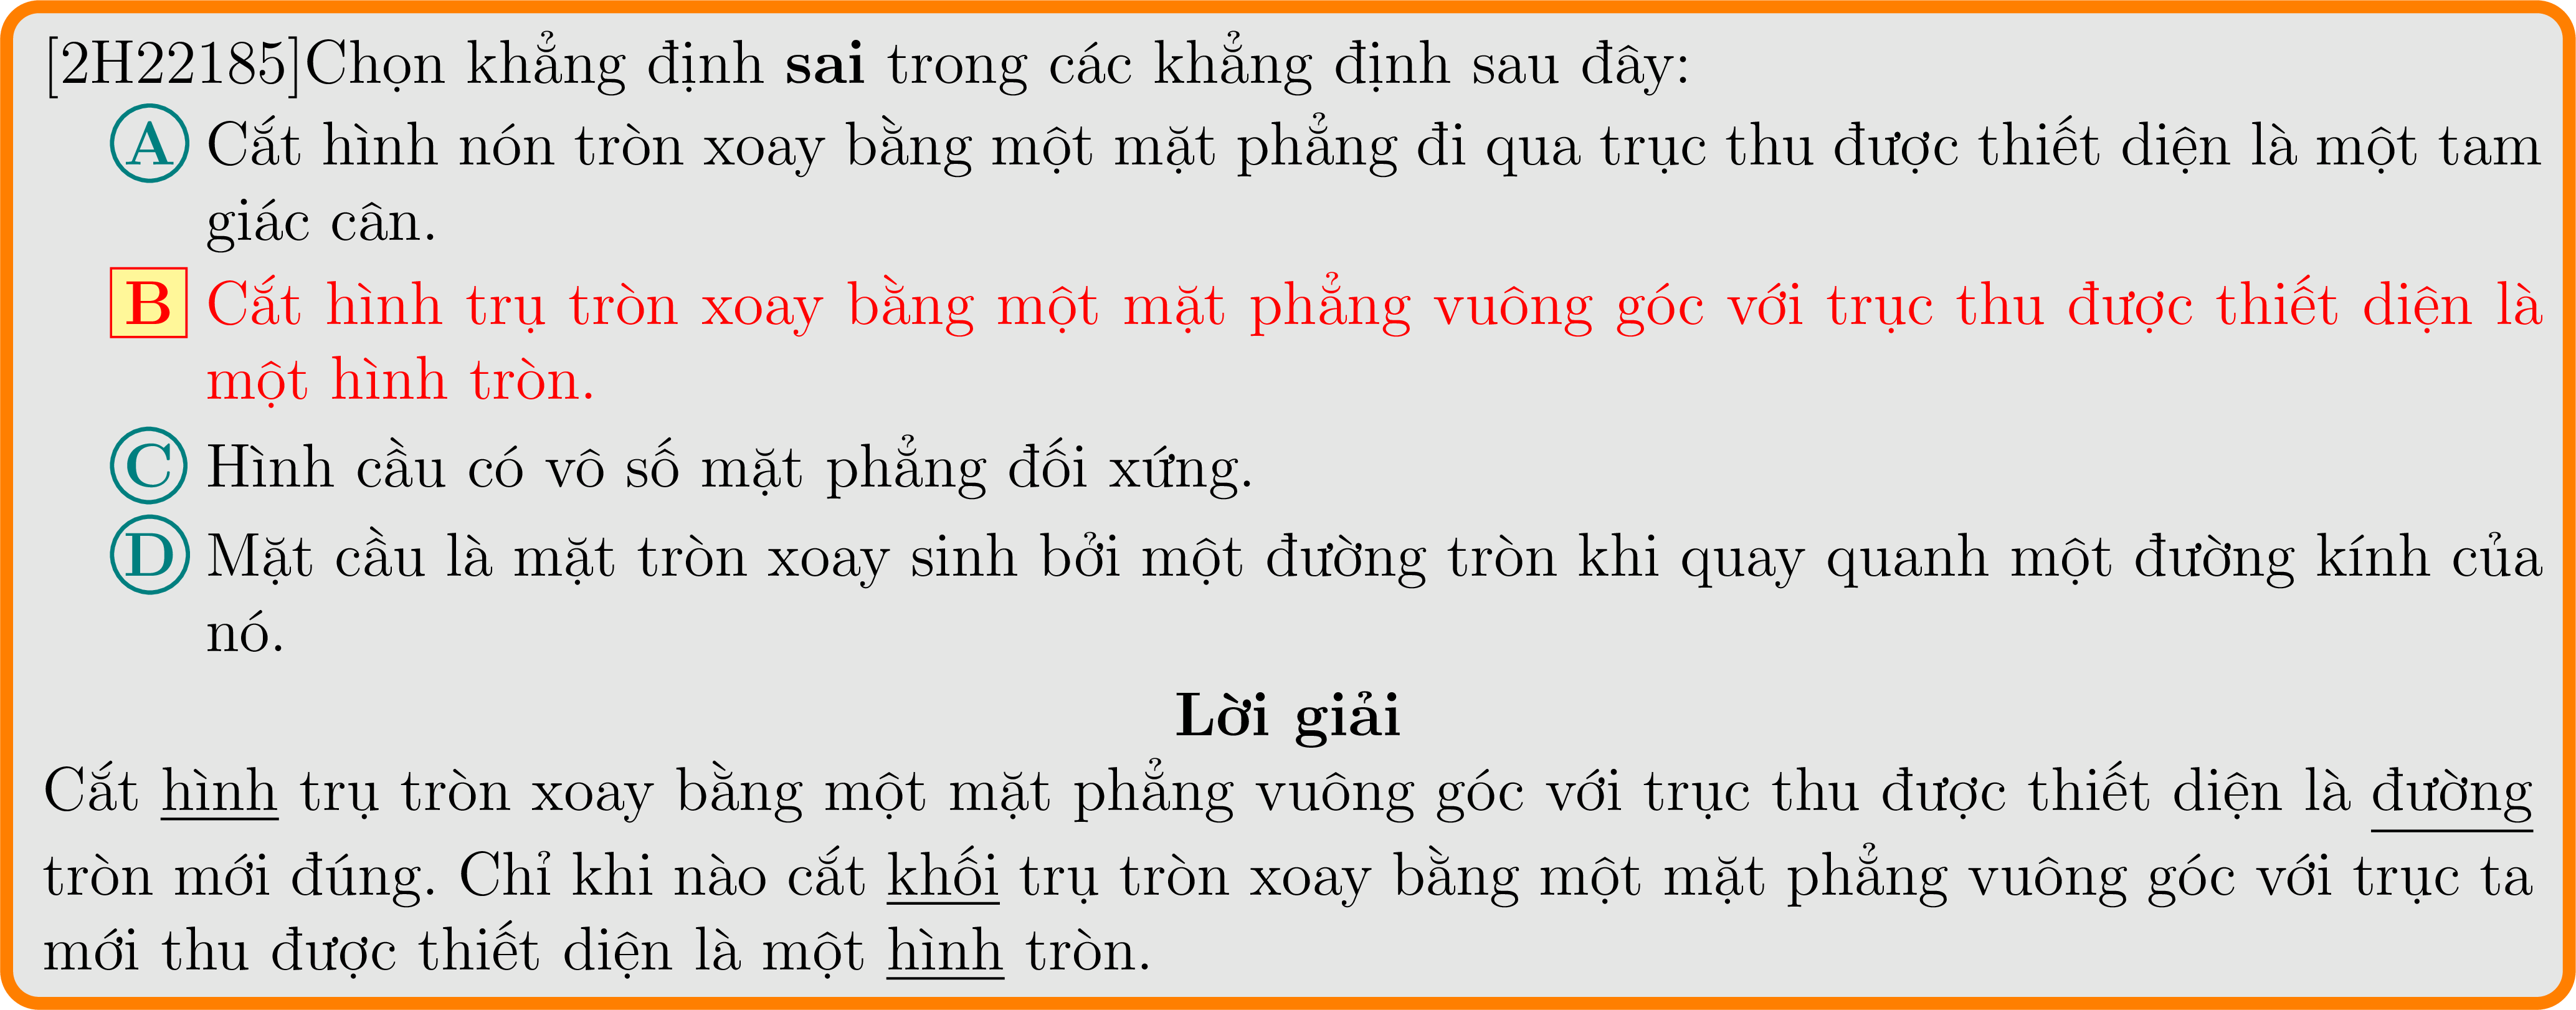 [2H22185]Chọn khẳng định sai trong các khẳng định sau đây:
A Cắt hình nón tròn xoay bằng một mặt phẳng đi qua trục thu được thiết diện là một tam
giác cân.
B Cắt hình trụ tròn xoay bằng một mặt phẳng vuông góc với trục thu được thiết diện là
một hình tròn.
C Hình cầu có vô số mặt phẳng đối xứng.
D Mặt cầu là mặt tròn xoay sinh bởi một đường tròn khi quay quanh một đường kính của
nó.
Lời giải
Cắt hình trụ tròn xoay bằng một mặt phẳng vuông góc với trục thu được thiết diện là đường
tròn mới đúng. Chỉ khi nào cắt khối trụ tròn xoay bằng một mặt phẳng vuông góc với trục ta
mới thu được thiết diện là một hình tròn.